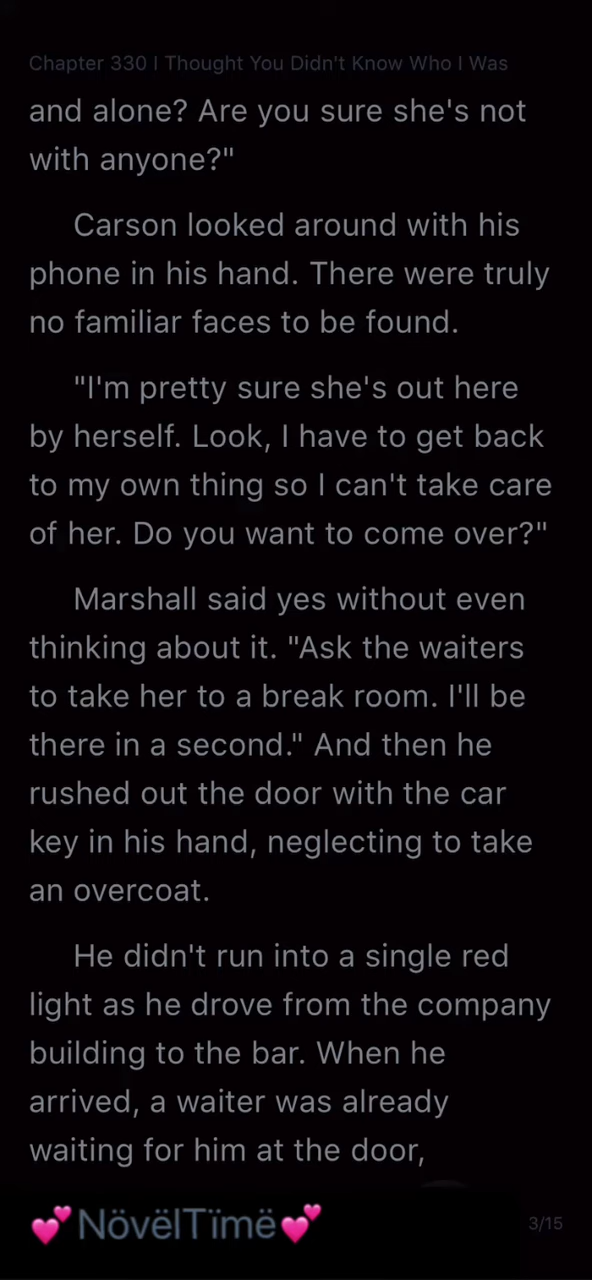 Chapter 330 I Thought You Didn't Know Who I Was
and alone? Are you sure she's not
with anyone?"
Carson looked around with his
phone in his hand. There were truly
no familiar faces to be found.
"I'm pretty sure she's out here
by herself. Look, I have to get back
to my own thing so I can't take care
of her. Do you want to come over?"
Marshall said yes without even
thinking about it. "Ask the waiters
to take her to a break room. I'll be
there in a second." And then he
rushed out the door with the car
key in his hand, neglecting to take
an overcoat.
He didn't run into a single red
light as he drove from the company
building to the bar. When he
arrived, a waiter was already
waiting for him at the door,
💕NövëlTïmë💕
3/15